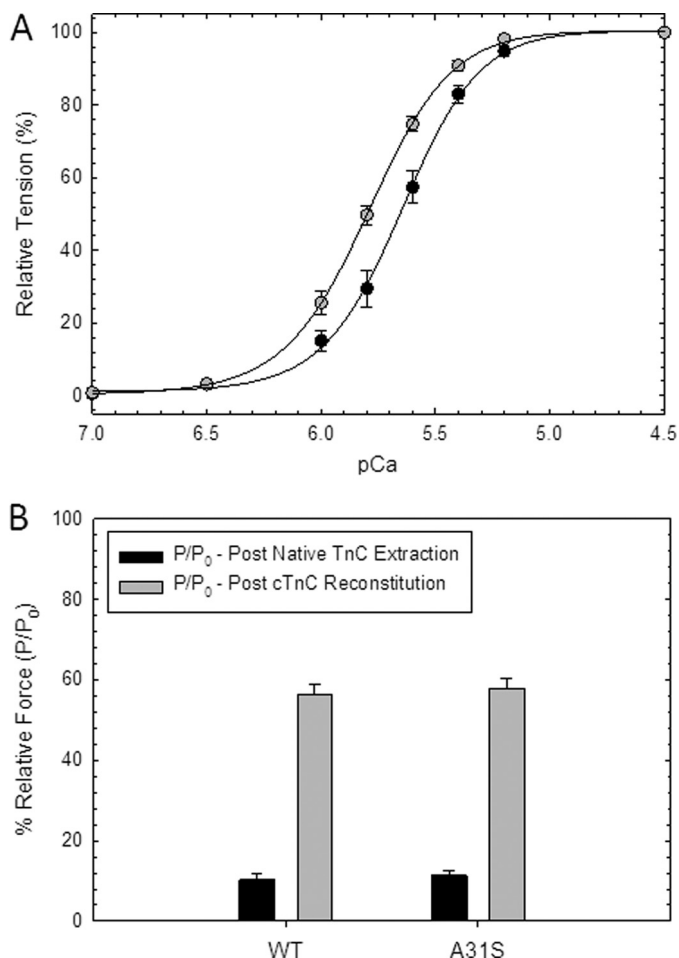 A
Relative Tension (%)
100
80
60
40
20
0
7.0 6.5 6.0 5.5 5.0 4.5
pCa
B
% Relative Force (P/P0)
100
80
60
40
20
0
P/P0 - Post Native TnC Extraction
P/P0 - Post cTnC Reconstitution
WT A31S